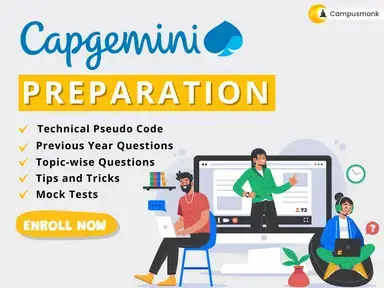 Campusmonk
Capgemini
PREPARATION
Technical Pseudo Code
Previous Year Questions
Topic-wise Questions
Tips and Tricks
Mock Tests
ENROLL NOW
72